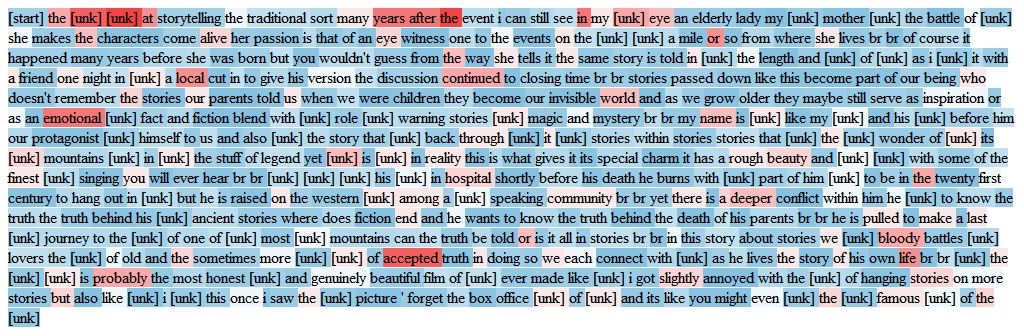 [start] the [unk] [unk] at storytelling the traditional sort many years after the event i can still see in my [unk] eye an elderly lady my [unk] mother [unk] the battle of [unk]
she makes the characters come alive her passion is that of an eye witness one to the events on the [unk] [unk] a mile or so from where she lives br br of course it
happened many years before she was born but you wouldn't guess from the way she tells it the same story is told in [unk] the length and [unk] of [unk] as i [unk] it with
a friend one night in [unk] a local cut in to give his version the discussion continued to closing time br br stories passed down like this become part of our being who
doesn't remember the stories our parents told us when we were children they become our invisible world and as we grow older they maybe still serve as inspiration or
as an emotional [unk] fact and fiction blend with [unk] role [unk] warning stories [unk] magic and mystery br br my name is [unk] like my [unk] and his [unk] before him
our protagonist [unk] himself to us and also [unk] the story that [unk] back through [unk] it [unk] stories within stories stories that [unk] the [unk] wonder of [unk] its
[unk] mountains [unk] in [unk] the stuff of legend yet [unk] is [unk] in reality this is what gives it its special charm it has a rough beauty and [unk] [unk] with some of the
finest [unk] singing you will ever hear br br [unk] [unk] [unk] his [unk] in hospital shortly before his death he burns with [unk] part of him [unk] to be in the twenty first
century to hang out in [unk] but he is raised on the western [unk] among a [unk] speaking community br br yet there is a deeper conflict within him he [unk] to know the
truth the truth behind his [unk] ancient stories where does fiction end and he wants to know the truth behind the death of his parents br br he is pulled to make a last
[unk] journey to the [unk] of one of [unk] most [unk] mountains can the truth be told or is it all in stories br br in this story about stories we [unk] bloody battles [unk]
lovers the [unk] of old and the sometimes more [unk] [unk] of accepted truth in doing so we each connect with [unk] as he lives the story of his own life br br [unk] the
[unk] [unk] is probably the most honest [unk] and genuinely beautiful film of [unk] ever made like [unk] i got slightly annoyed with the [unk] of hanging stories on more
stories but also like [unk] i [unk] this once i saw the [unk] picture ' forget the box office [unk] of [unk] and its like you might even [unk] the [unk] famous [unk] of the
[unk]